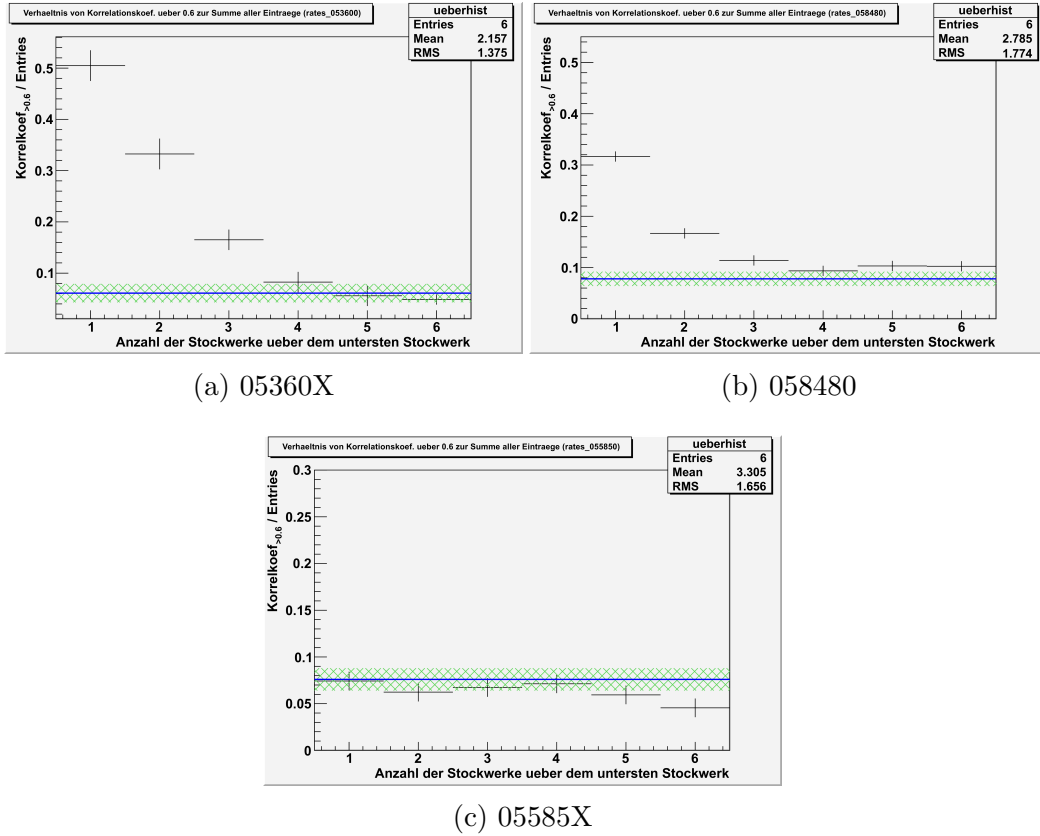 Verhaeltnis von Korrelationskoef. ueber 0.6 zur Summe aller Eintraege (rates_053600)
ueberhist
Entries 6
Mean 2.157
RMS 1.375
Korrelkoef>0.6 / Entries
0.5
0.4
0.3
0.2
0.1
1 2 3 4 5 6
Anzahl der Stockwerke ueber dem untersten Stockwerk
(a) 05360X
Verhaeltnis von Korrelationskoef. ueber 0.6 zur Summe aller Eintraege (rates_058480)
ueberhist
Entries 6
Mean 2.785
RMS 1.774
Korrelkoef>0.6 / Entries
0.5
0.4
0.3
0.2
0.1
0
1 2 3 4 5 6
Anzahl der Stockwerke ueber dem untersten Stockwerk
(b) 058480
Verhaeltnis von Korrelationskoef. ueber 0.6 zur Summe aller Eintraege (rates_055850)
ueberhist
Entries 6
Mean 3.305
RMS 1.656
Korrelkoef>0.6 / Entries
0.3
0.25
0.2
0.15
0.1
0.05
0
1 2 3 4 5 6
Anzahl der Stockwerke ueber dem untersten Stockwerk
(c) 05585X